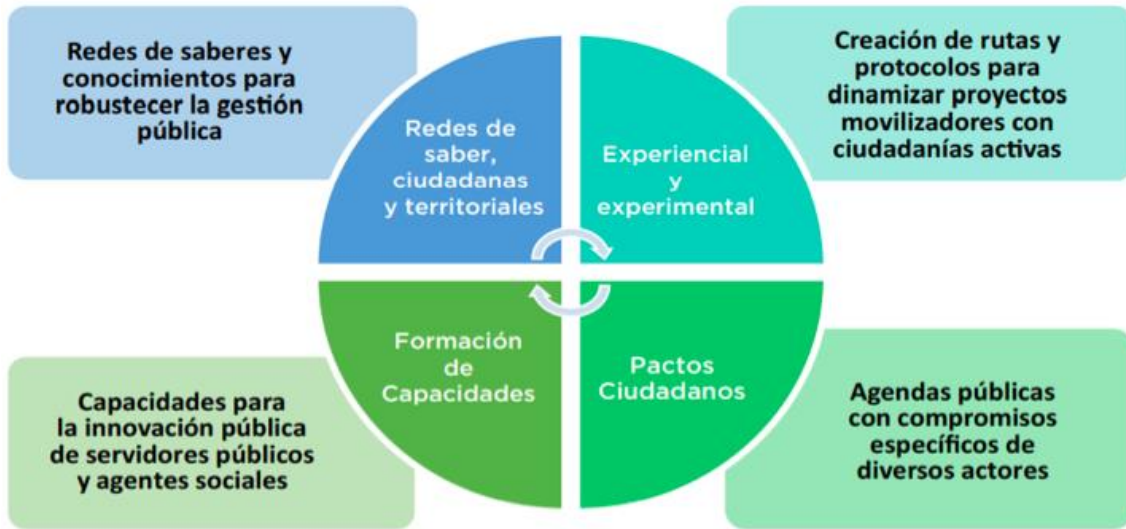 Redes de saberes y
conocimientos para
robustecer la gestión
pública
Creación de rutas y
protocolos para
dinamizar proyectos
movilizadores con
ciudadanías activas
Redes de
saber,
ciudadanas
y territoriales
Experiencial
y
experimental
Formación
de
Capacidades
Pactos
Ciudadanos
Capacidades para
la innovación pública
de servidores públicos
y agentes sociales
Agendas públicas
con compromisos
específicos de
diversos actores